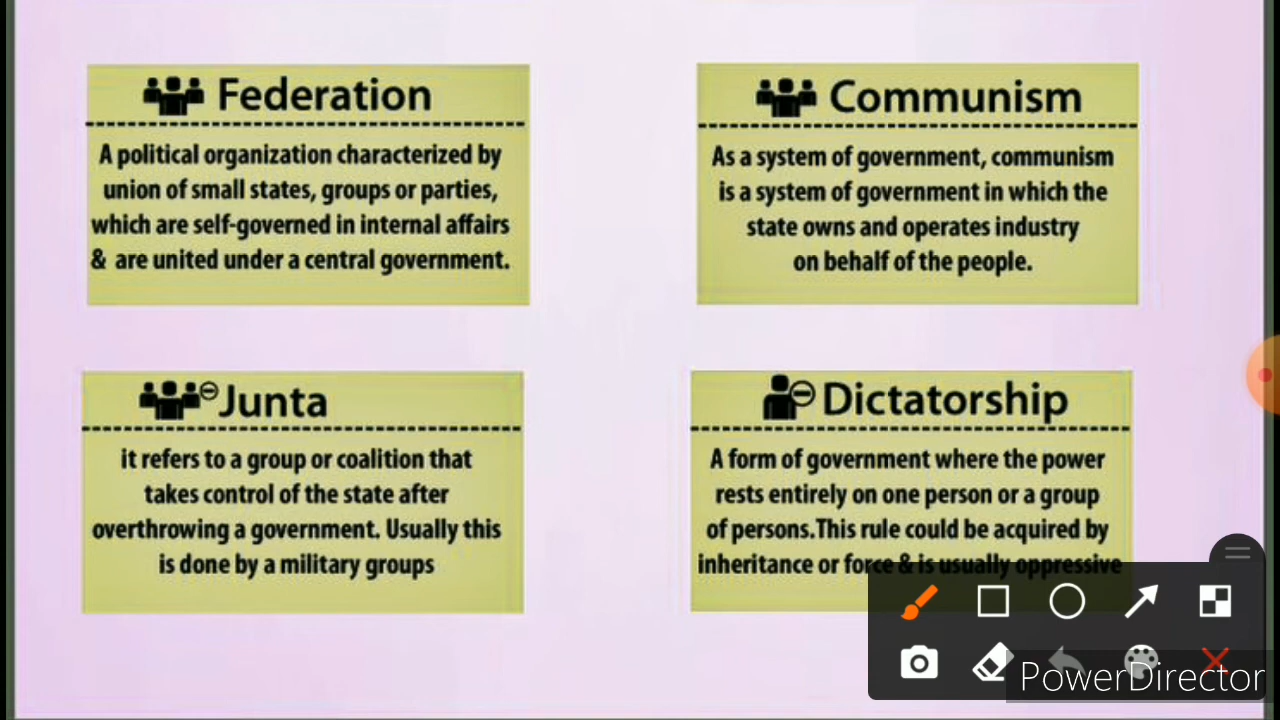 Federation
A political organization characterized by
union of small states, groups or parties,
which are self-governed in internal affairs
& are united under a central government.
Communism
As a system of government, communism
is a system of government in which the
state owns and operates industry
on behalf of the people.
Junta
it refers to a group or coalition that
takes control of the state after
overthrowing a government. Usually this
is done by a military groups
Dictatorship
A form of government where the power
rests entirely on one person or a group
of persons.This rule could be acquired by
inheritance or force & is usually oppressive
PowerDirector